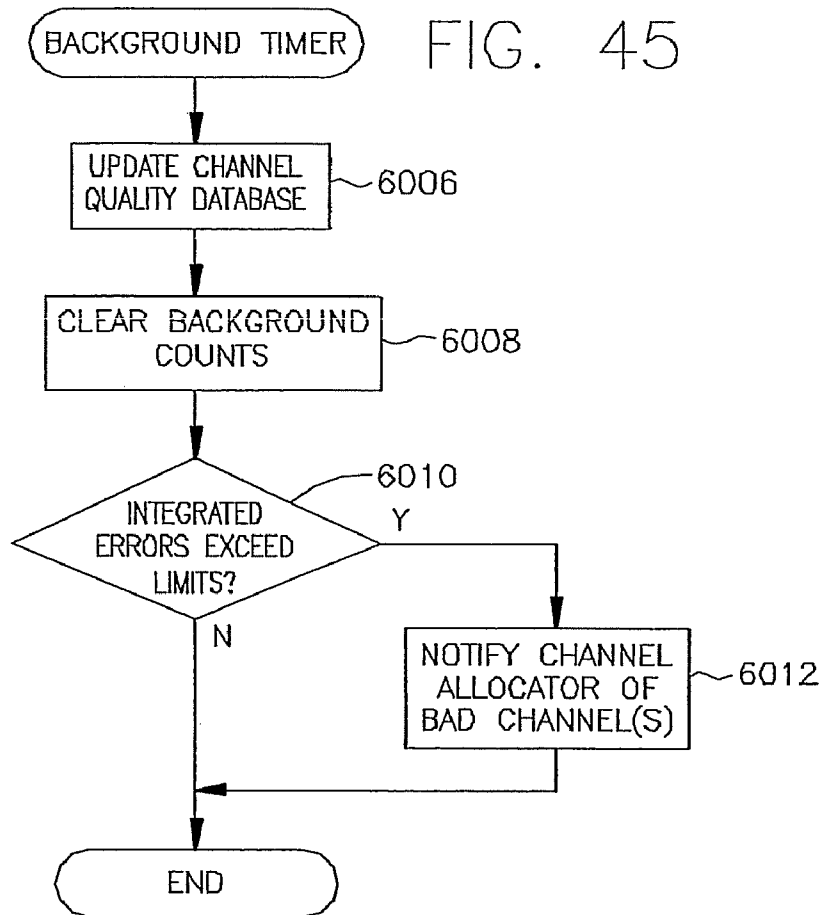 BACKGROUND TIMER
FIG. 45
UPDATE CHANNEL
QUALITY DATABASE
6006
CLEAR BACKGROUND
COUNTS
6008
6010
INTEGRATED
ERRORS EXCEED
LIMITS?
Y
N
NOTIFY CHANNEL
ALLOCATOR OF
BAD CHANNEL(S)
6012
END